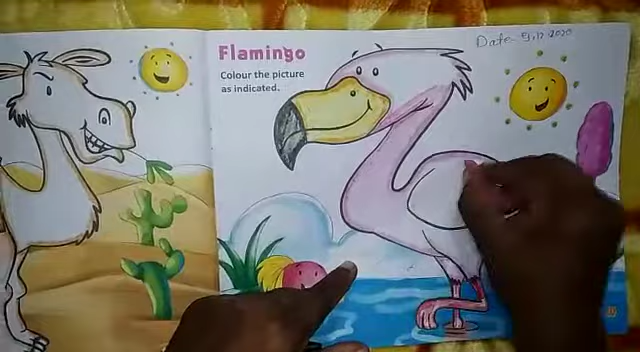 Flamingo
Colour the picture
as indicated.
Date- 9.12.2020